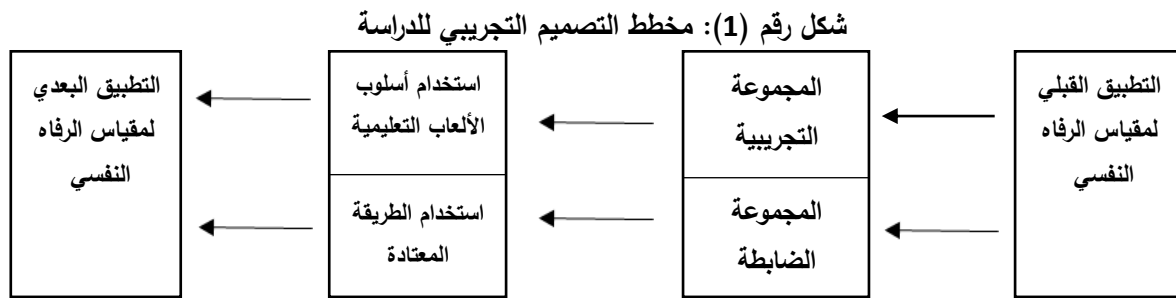 شكل رقم (1): مخطط التصميم التجريبي للدراسة
التطبيق القبلي
لمقياس الرفاه
النفسي
المجموعة
التجريبية
المجموعة
الضابطة
استخدام أسلوب
الألعاب التعليمية
استخدام الطريقة
المعتادة
التطبيق البعدي
لمقياس الرفاه
النفسي